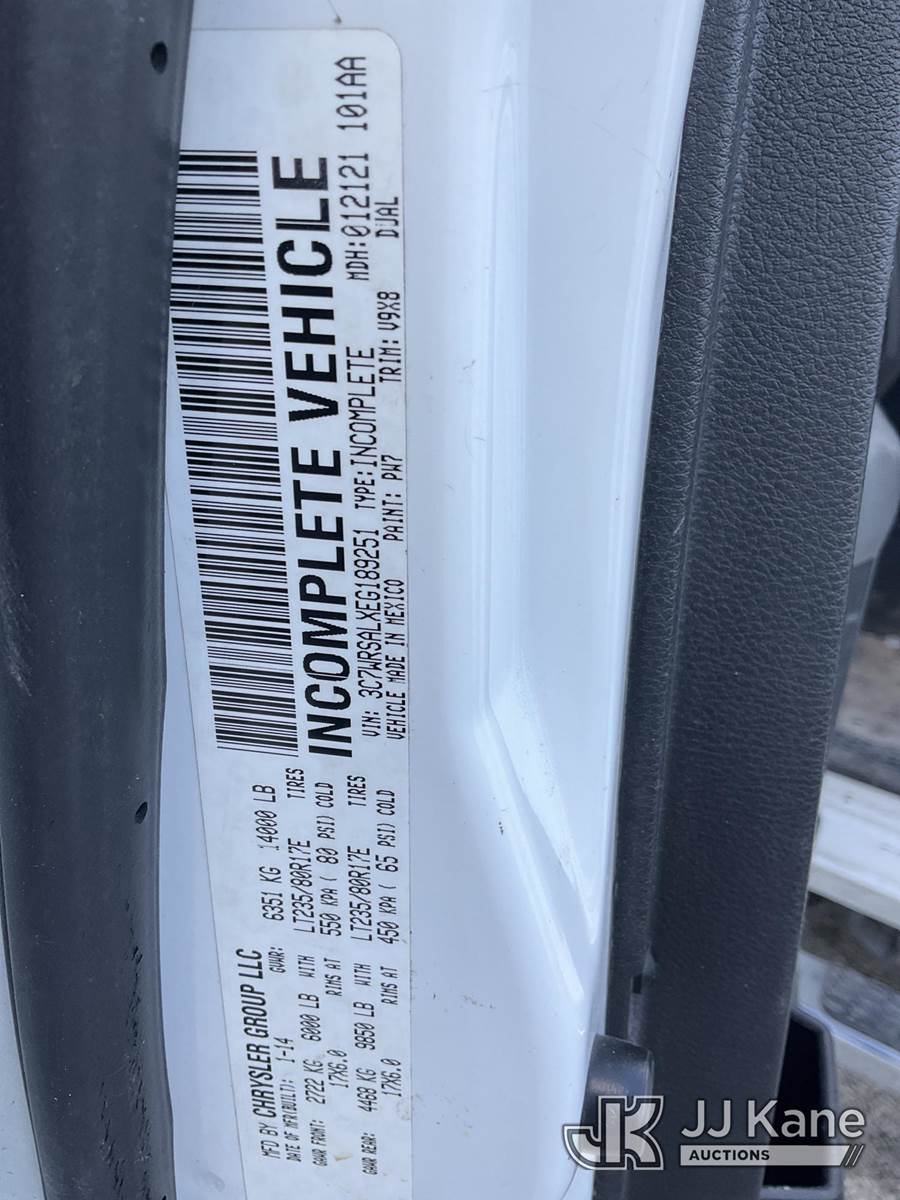 MFD BY CHRYSLER GROUP LLC
DATE OF MFR(BUILT): 1-14 GVWR: 6351 KG 14000 LB
GAWR FRONT: 2722 KG 6000 LB WITH LT235/80R17E TIRES
17X6.0 RIMS AT 550 KPA ( 80 PSI) COLD
GAWR REAR: 4468 KG 9850 LB WITH LT235/80R17E TIRES
17X6.0 RIMS AT 450 KPA ( 65 PSI) COLD
INCOMPLETE VEHICLE
MDH:012121 101AA
VIN: 3C7WRSALXEG189251 TYPE:INCOMPLETE DUAL
VEHICLE MADE IN MEXICO PAINT: PW7 TRIM: V9X8
JK JJ Kane
AUCTIONS